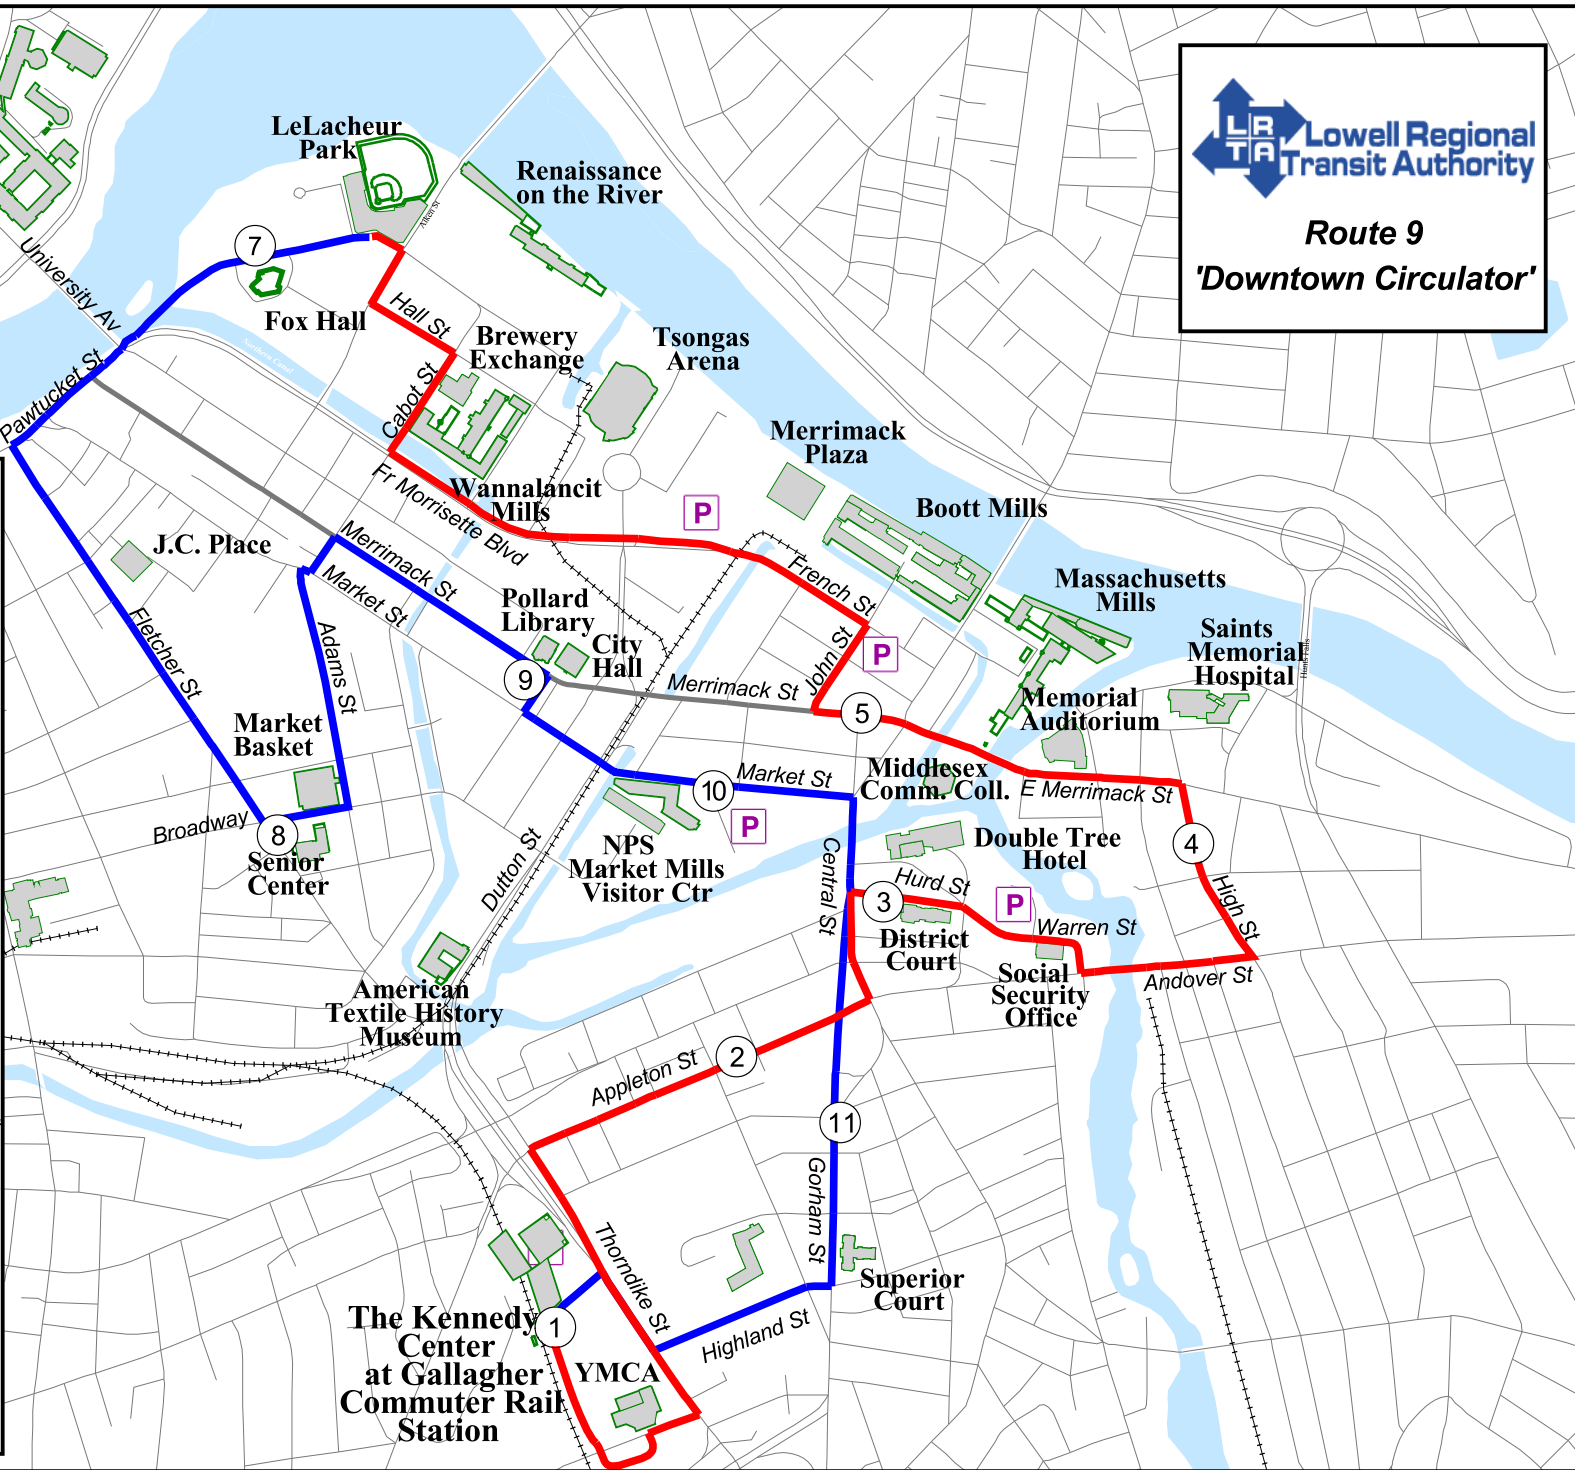 LRTA
Lowell Regional
Transit Authority
Route 9
'Downtown Circulator'
LeLacheur
Park
Renaissance
on the River
Aiken St
7
University Av
Fox Hall
Hall St
Northern Canal
Brewery
Exchange
Tsongas
Arena
Pawtucket St
Cabot St
Merrimack
Plaza
Fr Morrisette Blvd
Wannalancit
Mills
P
Boott Mills
J.C. Place
Merrimack St
Market St
French St
Massachusetts
Mills
Pollard
Library
City
Hall
John St
P
Saints
Memorial
Hospital
Fletcher St
Adams St
9
Merrimack St
5
Memorial
Auditorium
Market
Basket
Market St
10
Middlesex
Comm. Coll.
E Merrimack St
Broadway
8
Senior
Center
P
NPS
Market Mills
Visitor Ctr
Dutton St
Central St
Double Tree
Hotel
4
Hurd St
3
P
High St
District
Court
Warren St
Social
Security
Office
Andover St
American
Textile History
Museum
Appleton St
2
11
Gorham St
Thorndike St
Superior
Court
The Kennedy
Center
at Gallagher
Commuter Rail
Station
1
YMCA
Highland St